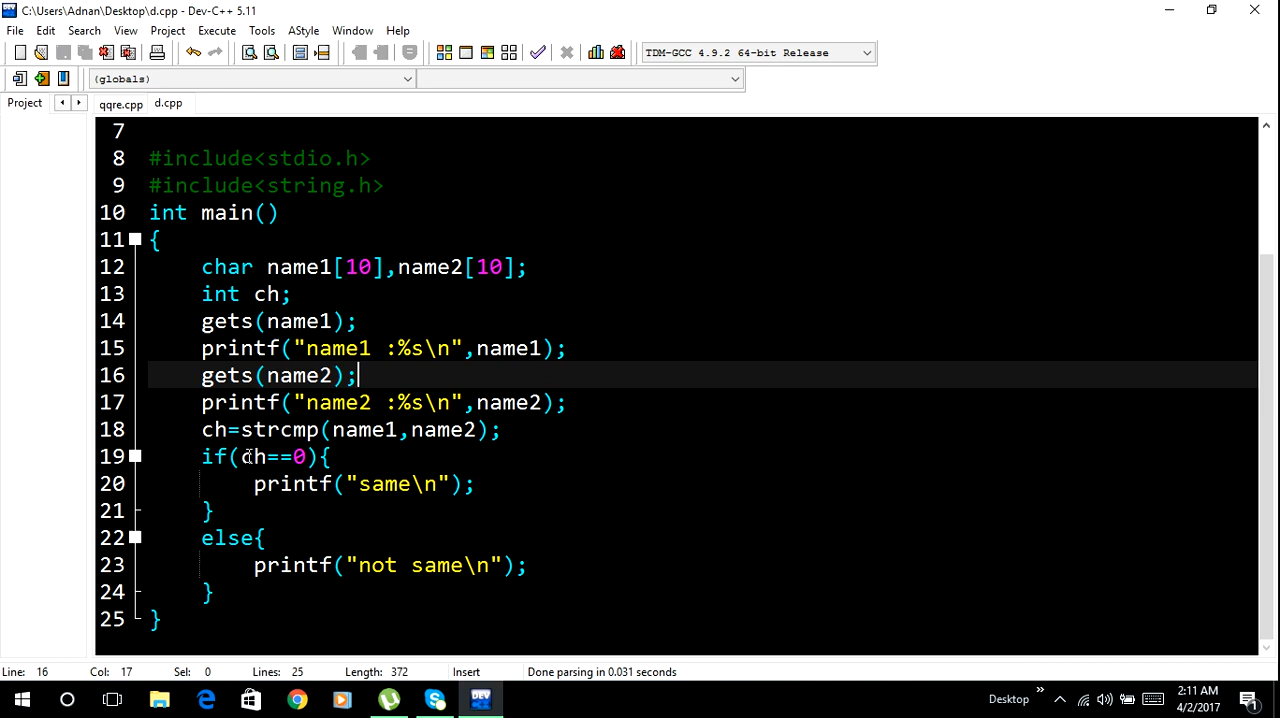 C:\Users\Adnan\Desktop\d.cpp - Dev-C++ 5.11
File Edit Search View Project Execute Tools AStyle Window Help
TDM-GCC 4.9.2 64-bit Release
(globals)
Project qqre.cpp d.cpp
7
8 #include<stdio.h>
9 #include<string.h>
10 int main()
11 {
12 char name1[10],name2[10];
13 int ch;
14 gets(name1);
15 printf("name1 :%s\n",name1);
16 gets(name2);
17 printf("name2 :%s\n",name2);
18 ch=strcmp(name1,name2);
19 if(ch==0){
20 printf("same\n");
21 }
22 else{
23 printf("not same\n");
24 }
25 }
Line: 16 Col: 17 Sel: 0 Lines: 25 Length: 372 Insert Done parsing in 0.031 seconds
DEV
Desktop » 2:11 AM
4/2/2017 1